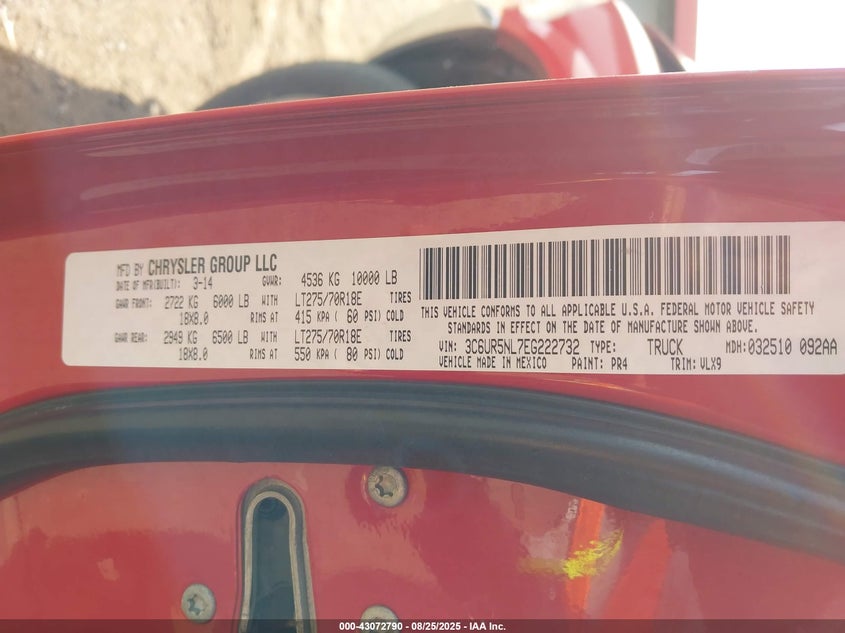 MFD BY CHRYSLER GROUP LLC
DATE OF MFR(BUILT): 3-14 GVWR: 4536 KG 10000 LB
GAWR FRONT: 2722 KG 6000 LB WITH LT275/70R18E TIRES
18X8.0 RIMS AT 415 KPA ( 60 PSI) COLD
GAWR REAR: 2949 KG 6500 LB WITH LT275/70R18E TIRES
18X8.0 RIMS AT 550 KPA ( 80 PSI) COLD
THIS VEHICLE CONFORMS TO ALL APPLICABLE U.S.A. FEDERAL MOTOR VEHICLE SAFETY
STANDARDS IN EFFECT ON THE DATE OF MANUFACTURE SHOWN ABOVE.
VIN: 3C6UR5NL7EG222732 TYPE: TRUCK MDH: 032510 092AA
VEHICLE MADE IN MEXICO PAINT: PR4 TRIM: VLX9
000-43072790 - 08/25/2025 - IAA Inc.